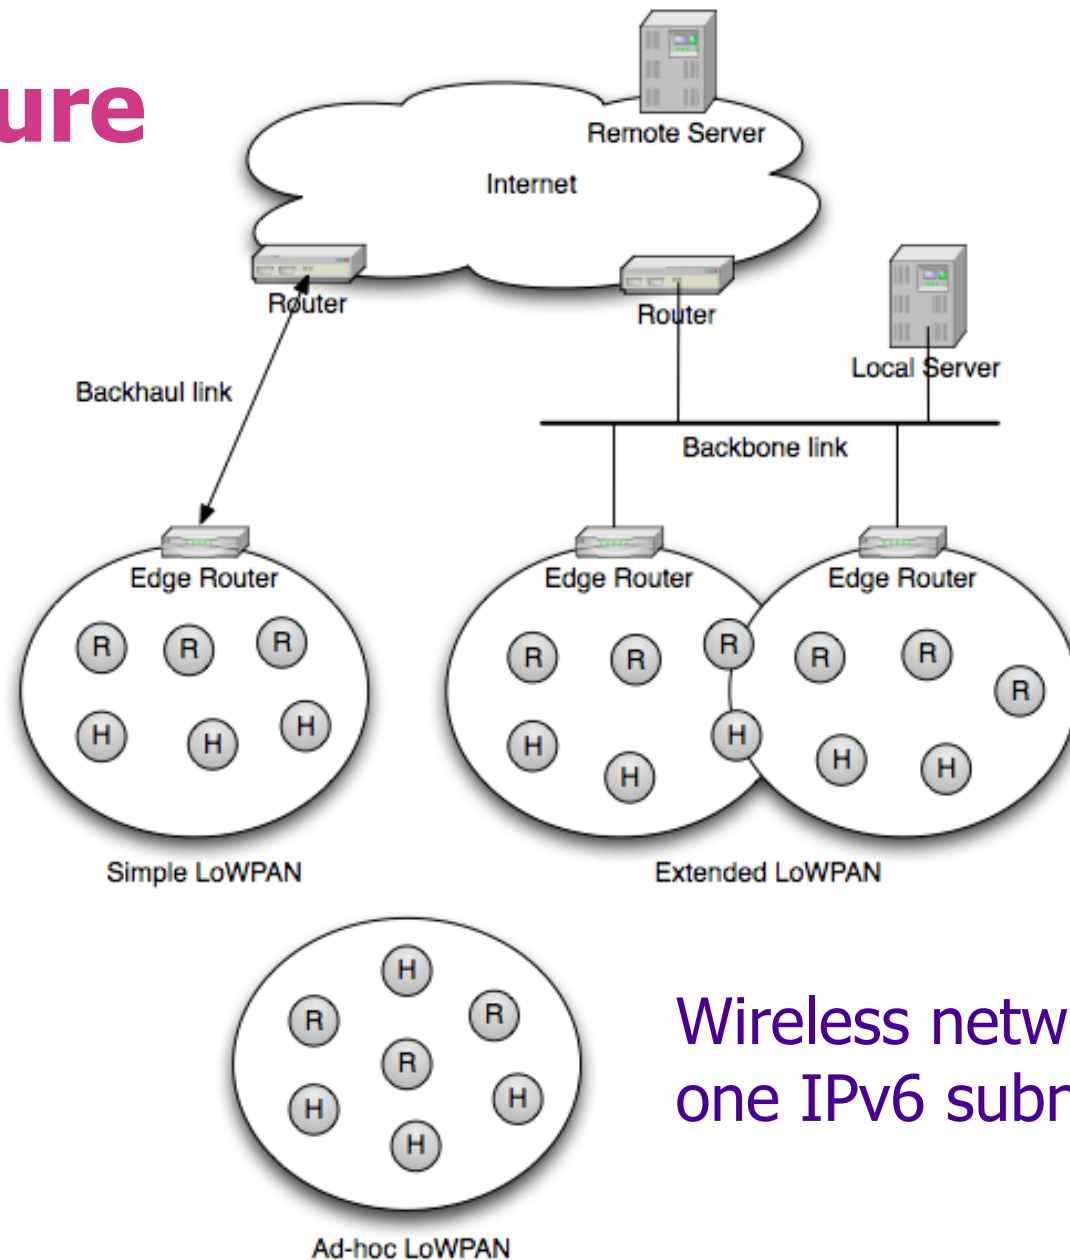 ure
Remote Server
Internet
Router
Router
Local Server
Backhaul link
Backbone link
Edge Router
Edge Router
Edge Router
R R R
R R R R R R
H H H
H H H H H
Simple LoWPAN
Extended LoWPAN
H
R R
R
H H
H
Wireless netw
one IPv6 subr
Ad-hoc LoWPAN